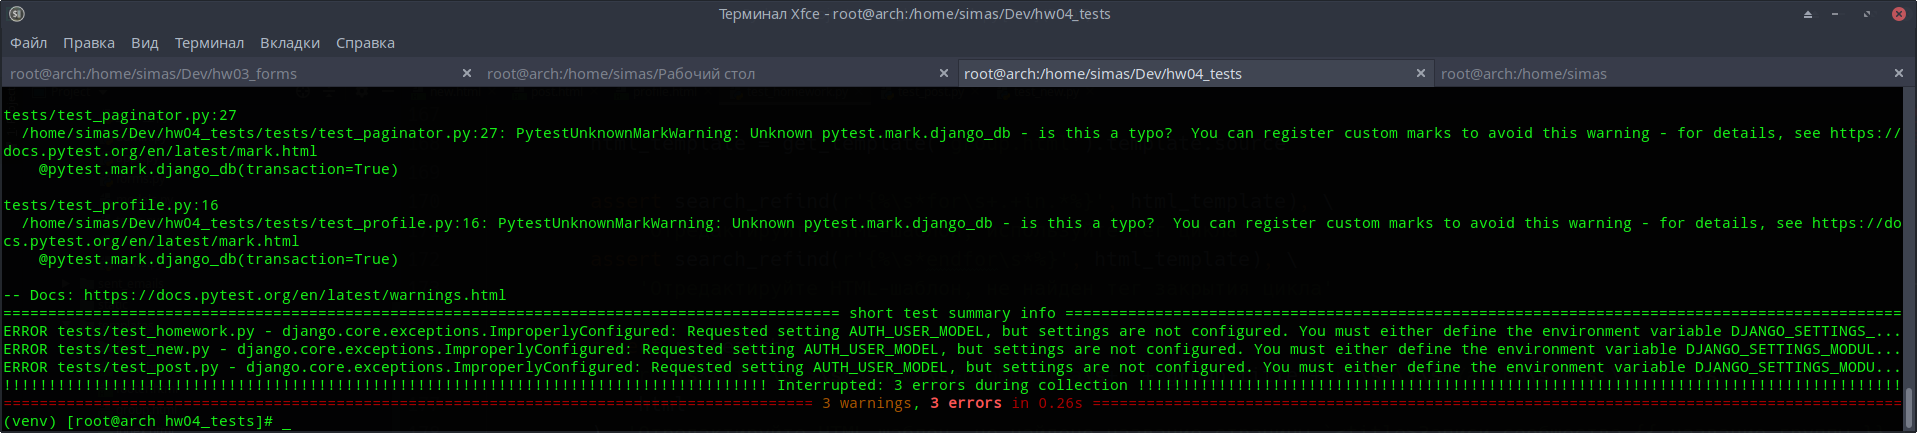 Терминал Xfce - root@arch:/home/simas/Dev/hw04_tests
Файл Правка Вид Терминал Вкладки Справка
root@arch:/home/simas/Dev/hw03_forms × root@arch:/home/simas/Рабочий стол × root@arch:/home/simas/Dev/hw04_tests × root@arch:/home/simas ×
tests/test_paginator.py:27
  /home/simas/Dev/hw04_tests/tests/test_paginator.py:27: PytestUnknownMarkWarning: Unknown pytest.mark.django_db - is this a typo?  You can register custom marks to avoid this warning - for details, see https://
docs.pytest.org/en/latest/mark.html
    @pytest.mark.django_db(transaction=True)
tests/test_profile.py:16
  /home/simas/Dev/hw04_tests/tests/test_profile.py:16: PytestUnknownMarkWarning: Unknown pytest.mark.django_db - is this a typo?  You can register custom marks to avoid this warning - for details, see https://do
cs.pytest.org/en/latest/mark.html
    @pytest.mark.django_db(transaction=True)
-- Docs: https://docs.pytest.org/en/latest/warnings.html
============================================================================================= short test summary info =============================================================================================
ERROR tests/test_homework.py - django.core.exceptions.ImproperlyConfigured: Requested setting AUTH_USER_MODEL, but settings are not configured. You must either define the environment variable DJANGO_SETTINGS_...
ERROR tests/test_new.py - django.core.exceptions.ImproperlyConfigured: Requested setting AUTH_USER_MODEL, but settings are not configured. You must either define the environment variable DJANGO_SETTINGS_MODUL...
ERROR tests/test_post.py - django.core.exceptions.ImproperlyConfigured: Requested setting AUTH_USER_MODEL, but settings are not configured. You must either define the environment variable DJANGO_SETTINGS_MODU...
!!!!!!!!!!!!!!!!!!!!!!!!!!!!!!!!!!!!!!!!!!!!!!!!!!!!!!!!!!!!!!!!!!!!!!!!!!!!!!!!!!!!! Interrupted: 3 errors during collection !!!!!!!!!!!!!!!!!!!!!!!!!!!!!!!!!!!!!!!!!!!!!!!!!!!!!!!!!!!!!!!!!!!!!!!!!!!!!!!!!!!!!
========================================================================================== 3 warnings, 3 errors in 0.26s ==========================================================================================
(venv) [root@arch hw04_tests]# _